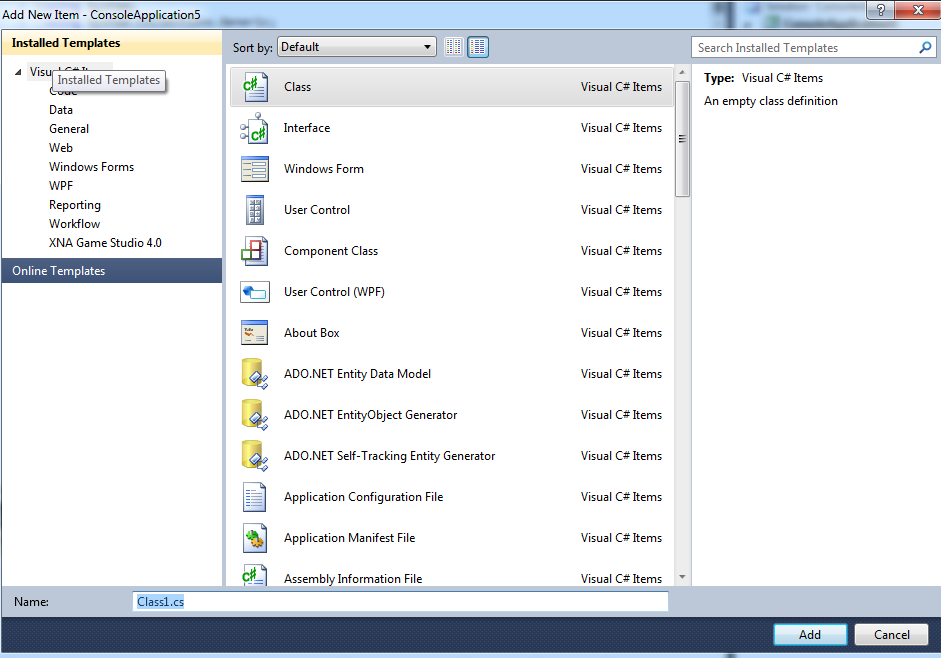 Add New Item - ConsoleApplication5
?
Installed Templates
Installed Templates
Code
Data
General
Web
Windows Forms
WPF
Reporting
Workflow
XNA Game Studio 4.0
Online Templates
Sort by: Default
Search Installed Templates
Class Visual C# Items
Interface Visual C# Items
Windows Form Visual C# Items
User Control Visual C# Items
Component Class Visual C# Items
User Control (WPF) Visual C# Items
About Box Visual C# Items
ADO.NET Entity Data Model Visual C# Items
ADO.NET EntityObject Generator Visual C# Items
ADO.NET Self-Tracking Entity Generator Visual C# Items
Application Configuration File Visual C# Items
Application Manifest File Visual C# Items
Assembly Information File Visual C# Items
Type: Visual C# Items
An empty class definition
Name: Class1.cs
Add
Cancel